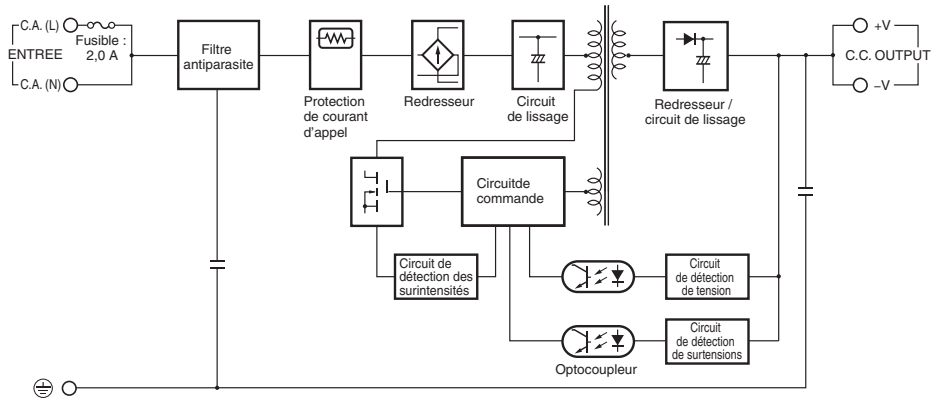 C.A. (L)
Fusible :
2,0 A
ENTREE
C.A. (N)
Filtre
antiparasite
Protection
de courant
d'appel
Redresseur
Circuit
de lissage
Redresseur /
circuit de lissage
+V
C.C. OUTPUT
–V
Circuitde
commande
Circuit de
détection des
surintensités
Circuit
de détection
de tension
Circuit
de détection
de surtensions
Optocoupleur